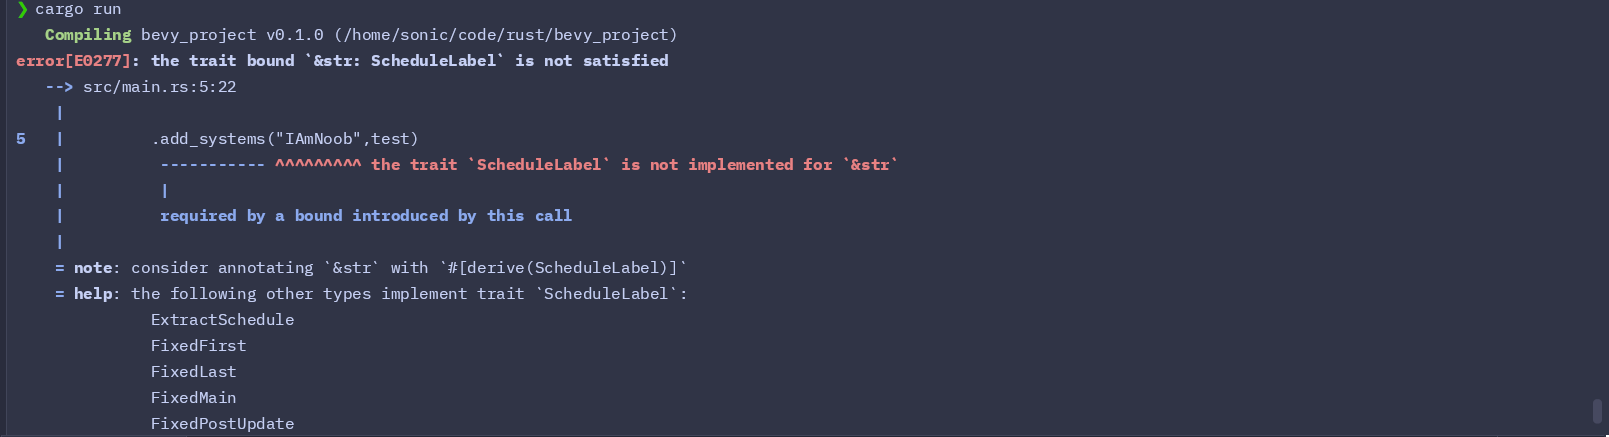 ❯ cargo run
   Compiling bevy_project v0.1.0 (/home/sonic/code/rust/bevy_project)
error[E0277]: the trait bound `&str: ScheduleLabel` is not satisfied
   --> src/main.rs:5:22
    |
5   |         .add_systems("IAmNoob",test)
    |          ----------- ^^^^^^^^^ the trait `ScheduleLabel` is not implemented for `&str`
    |          |
    |          required by a bound introduced by this call
    |
    = note: consider annotating `&str` with `#[derive(ScheduleLabel)]`
    = help: the following other types implement trait `ScheduleLabel`:
              ExtractSchedule
              FixedFirst
              FixedLast
              FixedMain
              FixedPostUpdate